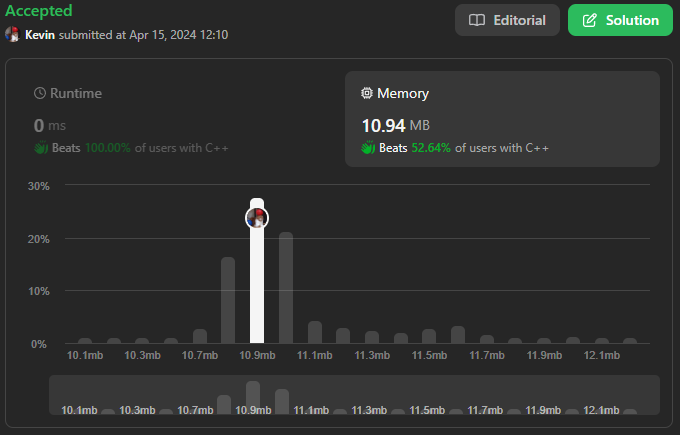 Accepted
Editorial
Solution
Kevin submitted at Apr 15, 2024 12:10
Runtime
Memory
0 ms
10.94 MB
Beats 100.00% of users with C++
Beats 52.64% of users with C++
30%
20%
10%
0%
10.1mb 10.3mb 10.7mb 10.9mb 11.1mb 11.3mb 11.5mb 11.7mb 11.9mb 12.1mb
10.1mb 10.3mb 10.7mb 10.9mb 11.1mb 11.3mb 11.5mb 11.7mb 11.9mb 12.1mb